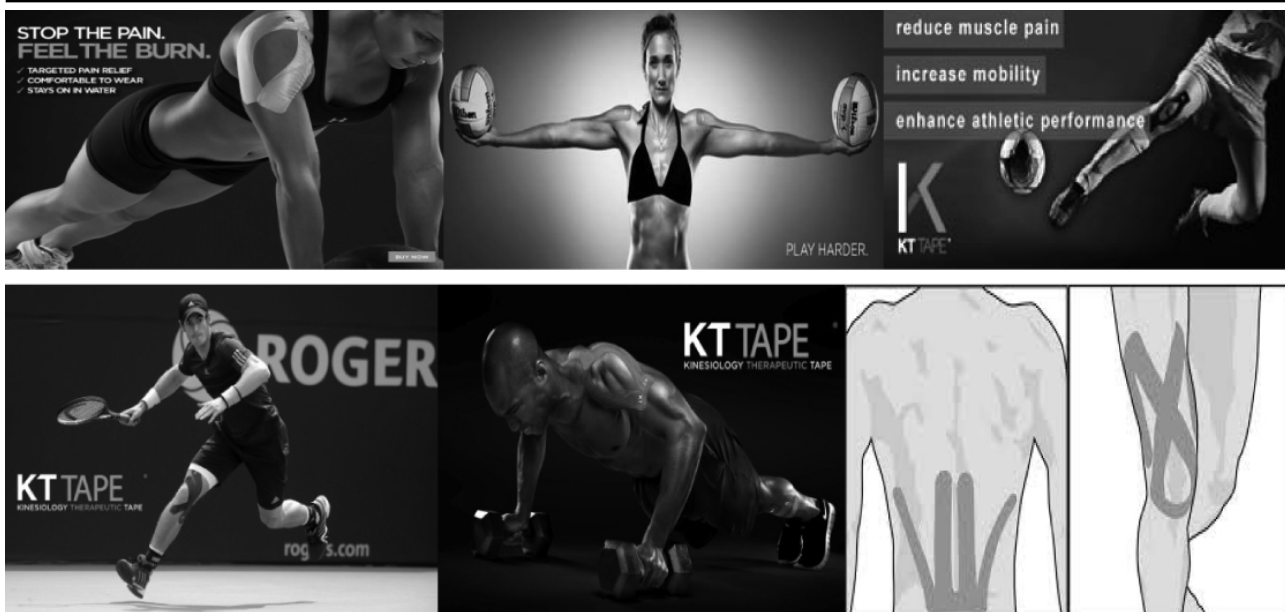 STOP THE PAIN.
FEEL THE BURN.
✓ TARGETED PAIN RELIEF
✓ COMFORTABLE TO WEAR
✓ STAYS ON IN WATER
BUY NOW
Wilson
PLAY HARDER.
reduce muscle pain
increase mobility
enhance athletic performance
K
KT TAPE
ROGER
KT TAPE
KINESIOLOGY THERAPEUTIC TAPE
KT TAPE
KINESIOLOGY THERAPEUTIC TAPE